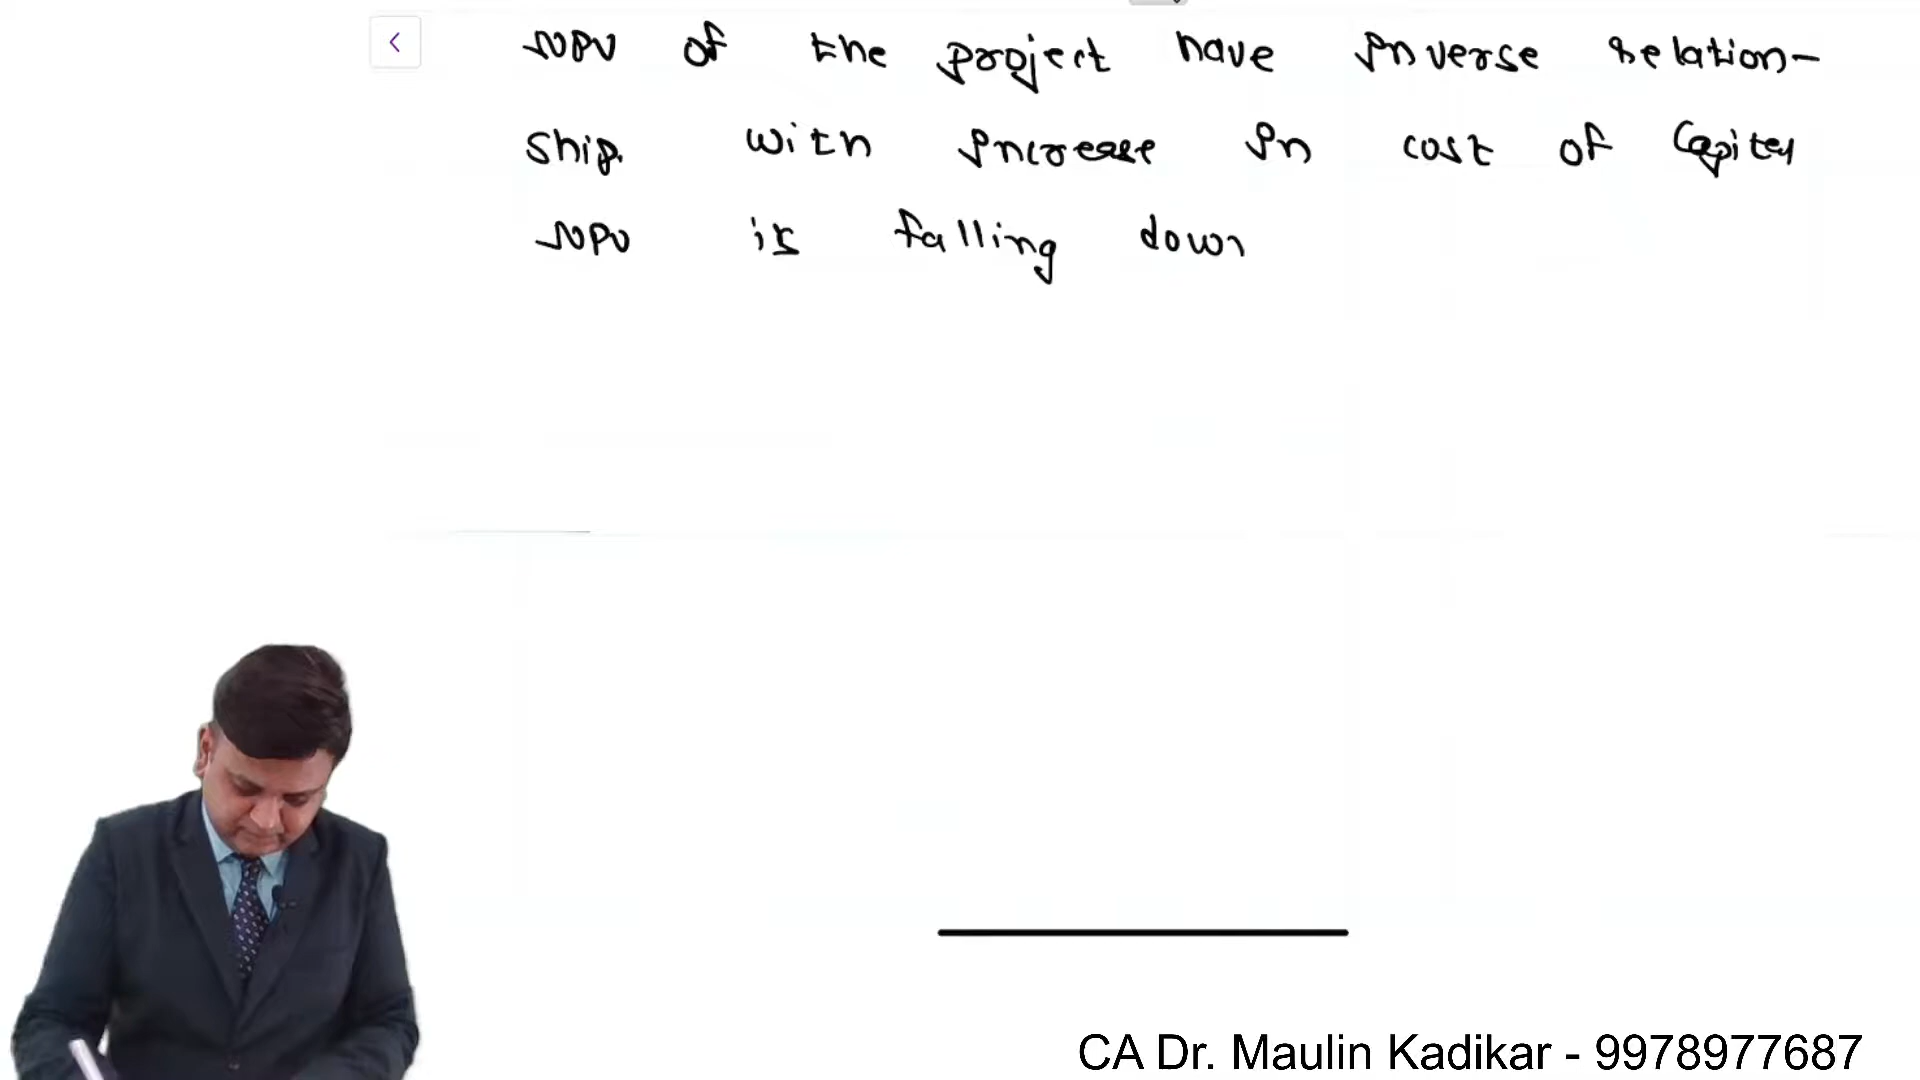 NPV of the project have Inverse relation-
ship. with Increase In cost of Capital
NPV is falling down
CA Dr. Maulin Kadikar - 9978977687